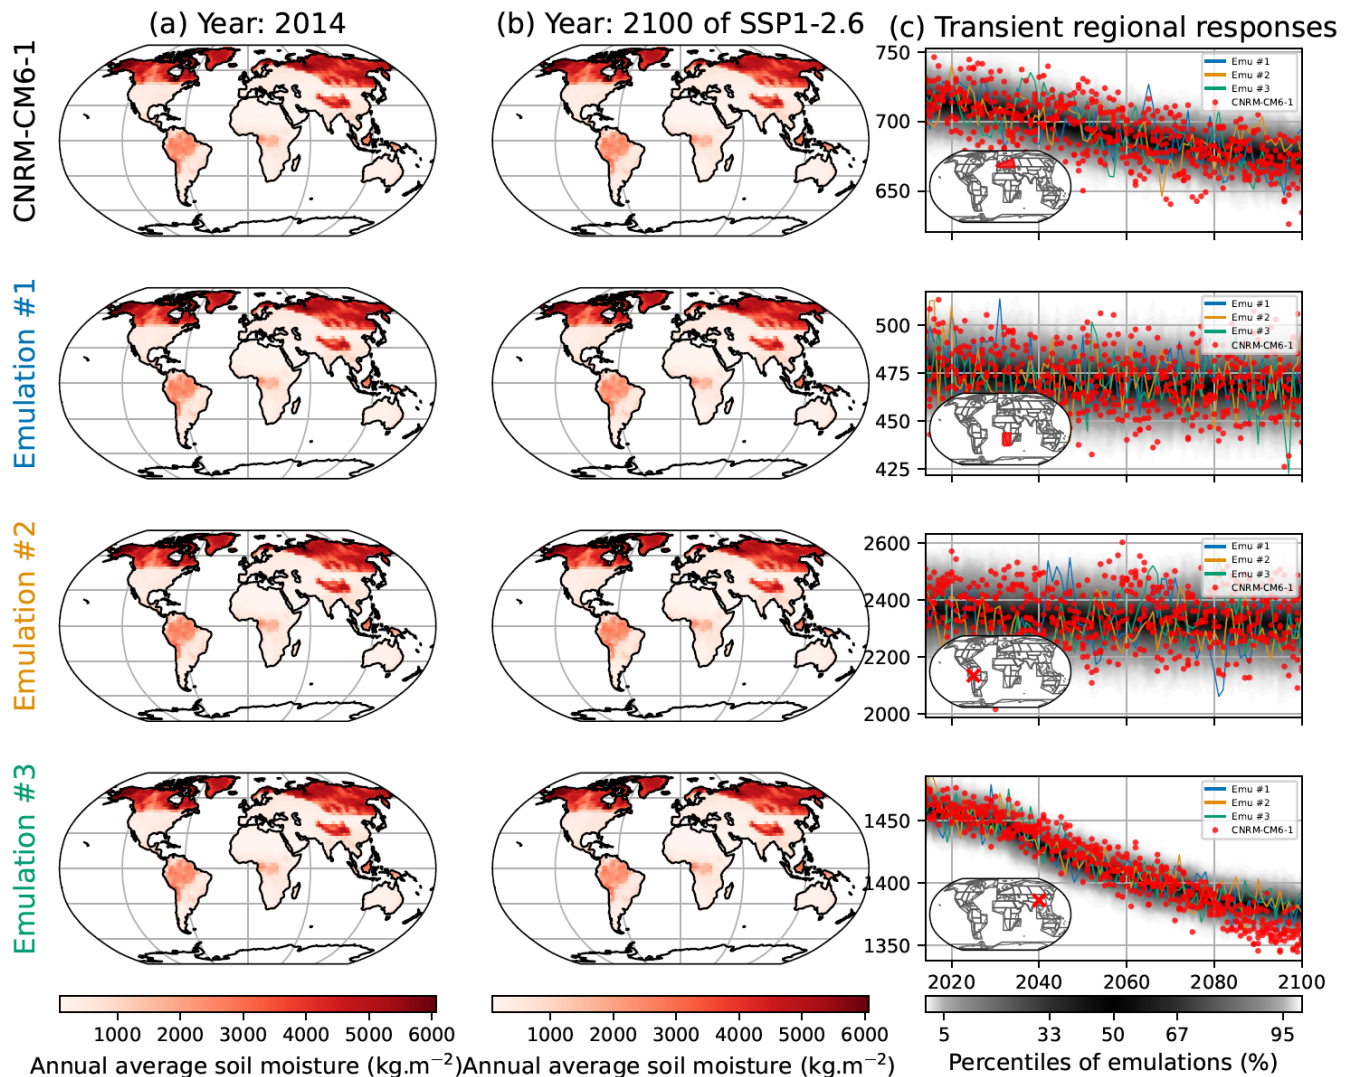 (a) Year: 2014
(b) Year: 2100 of SSP1-2.6
(c) Transient regional responses
CNRM-CM6-1
750
700
650
Emu #1
Emu #2
Emu #3
CNRM-CM6-1
Emulation #1
500
475
450
425
Emu #1
Emu #2
Emu #3
CNRM-CM6-1
Emulation #2
2600
2400
2200
2000
Emu #1
Emu #2
Emu #3
CNRM-CM6-1
Emulation #3
1450
1400
1350
Emu #1
Emu #2
Emu #3
CNRM-CM6-1
2020 2040 2060 2080 2100
1000 2000 3000 4000 5000 6000
Annual average soil moisture (kg.m⁻²)
1000 2000 3000 4000 5000 6000
Annual average soil moisture (kg.m⁻²)
5 33 50 67 95
Percentiles of emulations (%)